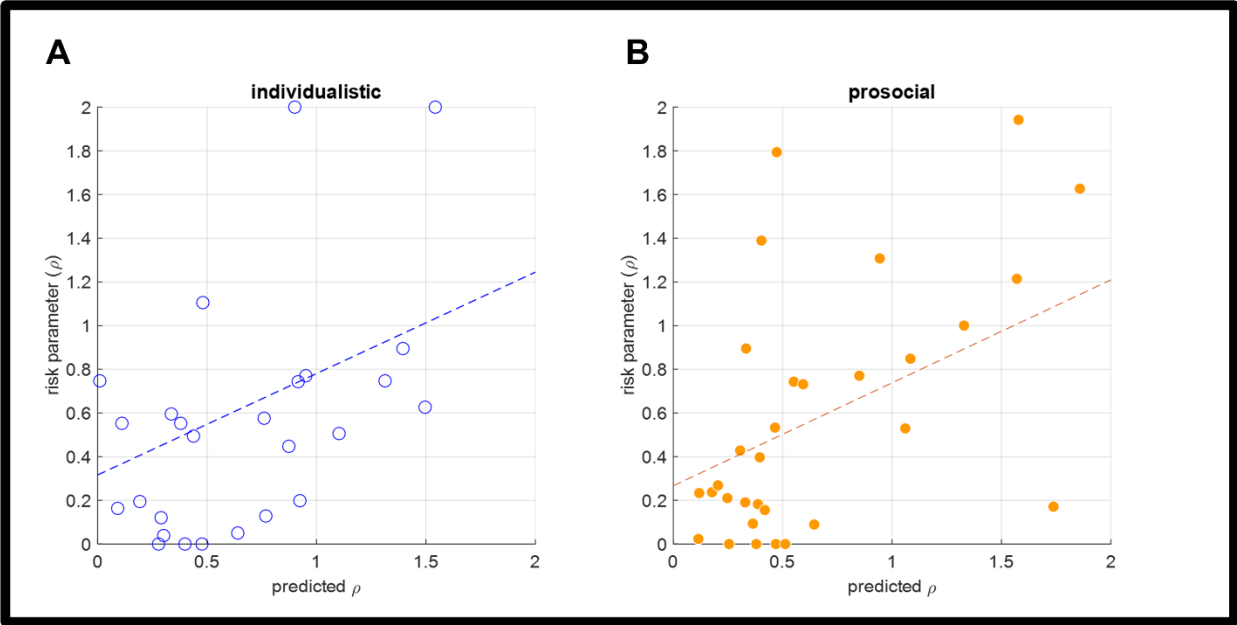 A
individualistic
2
1.8
1.6
1.4
1.2
1
0.8
0.6
0.4
0.2
0
risk parameter (ρ)
0 0.5 1 1.5 2
predicted ρ
B
prosocial
2
1.8
1.6
1.4
1.2
1
0.8
0.6
0.4
0.2
0
risk parameter (ρ)
0 0.5 1 1.5 2
predicted ρ